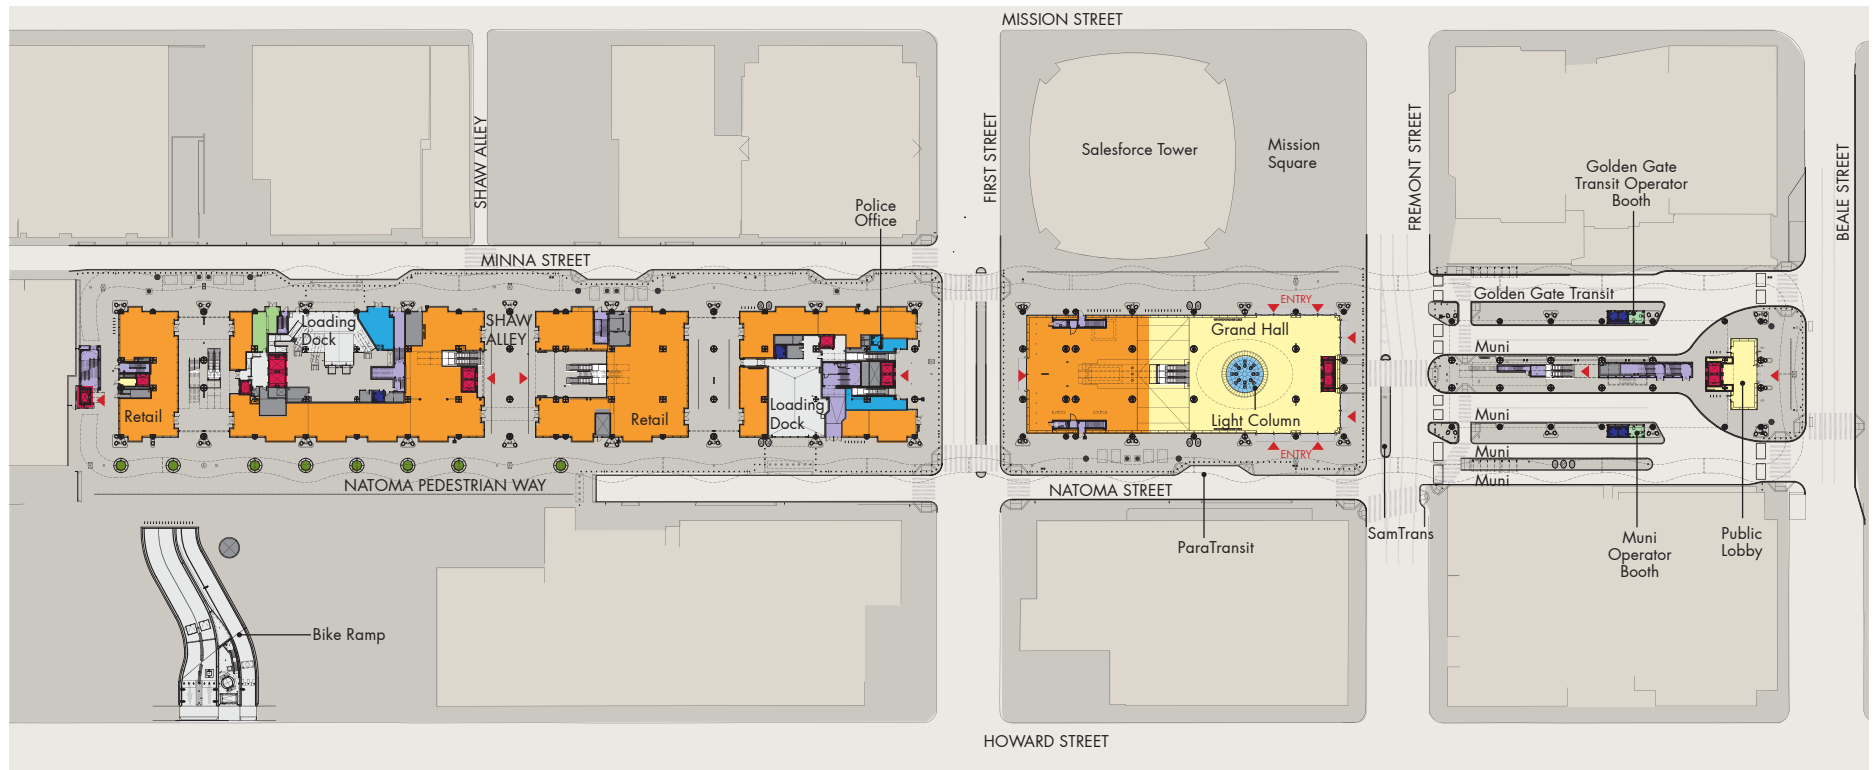 MISSION STREET
SHAW ALLEY
FIRST STREET
FREMONT STREET
BEALE STREET
Salesforce Tower
Mission
Square
Golden Gate
Transit Operator
Booth
Police
Office
MINNA STREET
Golden Gate Transit
ENTRY
Loading
Dock
SHAW
ALLEY
Grand Hall
Muni
Retail
Retail
Loading
Dock
Light Column
Muni
ENTRY
Muni
Muni
NATOMA PEDESTRIAN WAY
NATOMA STREET
ParaTransit
SamTrans
Muni
Operator
Booth
Public
Lobby
Bike Ramp
HOWARD STREET